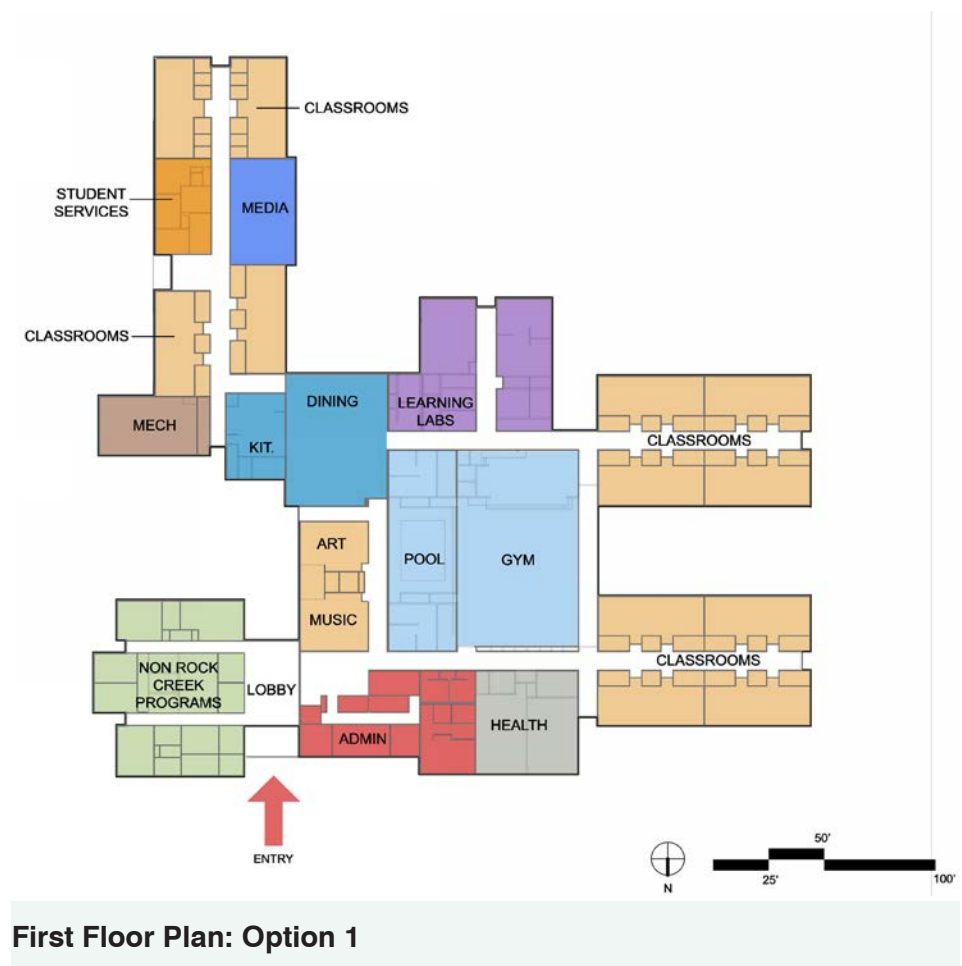 CLASSROOMS
STUDENT
SERVICES
MEDIA
CLASSROOMS
DINING
LEARNING
LABS
MECH
KIT.
CLASSROOMS
ART
POOL
GYM
MUSIC
CLASSROOMS
NON ROCK
CREEK
PROGRAMS
LOBBY
ADMIN
HEALTH
ENTRY
N
50'
25'
100'
First Floor Plan: Option 1